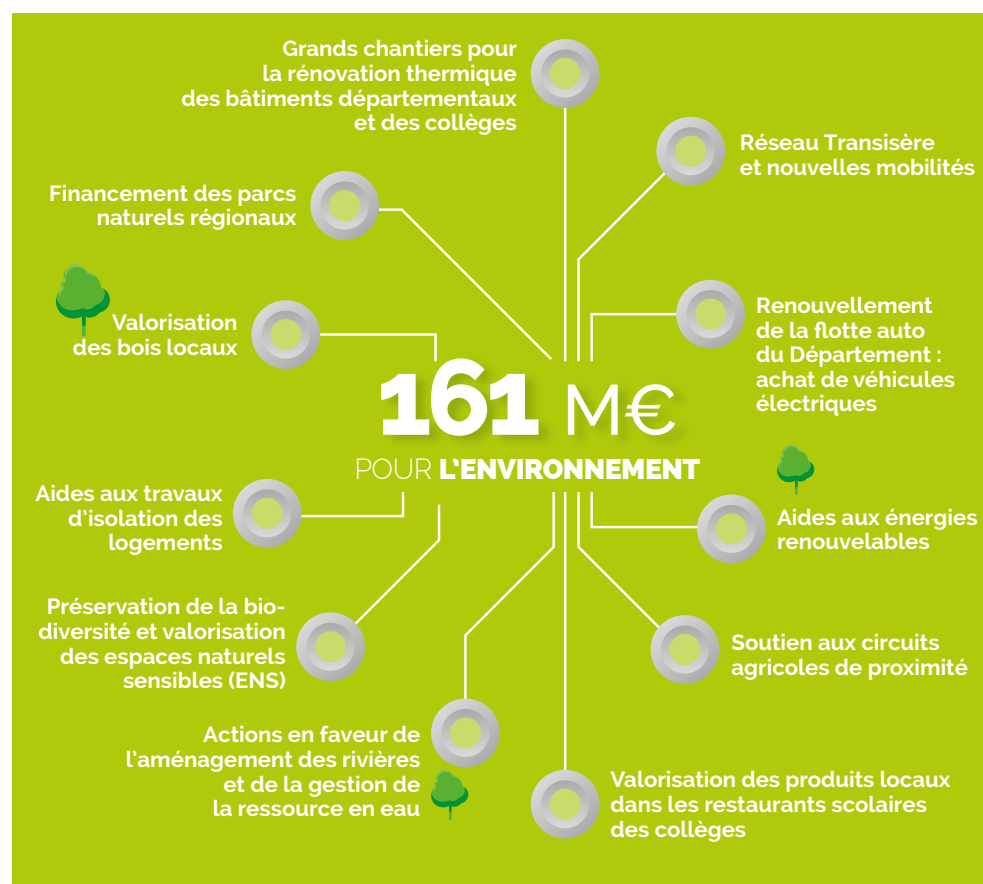 Grands chantiers pour
la rénovation thermique
des bâtiments départementaux
et des collèges
Réseau Transisère
et nouvelles mobilités
Financement des parcs
naturels régionaux
Valorisation
des bois locaux
Renouvellement
de la flotte auto
du Département :
achat de véhicules
électriques
161 M€
POUR L'ENVIRONNEMENT
Aides aux travaux
d'isolation des
logements
Aides aux énergies
renouvelables
Préservation de la bio-
diversité et valorisation
des espaces naturels
sensibles (ENS)
Soutien aux circuits
agricoles de proximité
Actions en faveur de
l'aménagement des rivières
et de la gestion de
la ressource en eau
Valorisation des produits locaux
dans les restaurants scolaires
des collèges